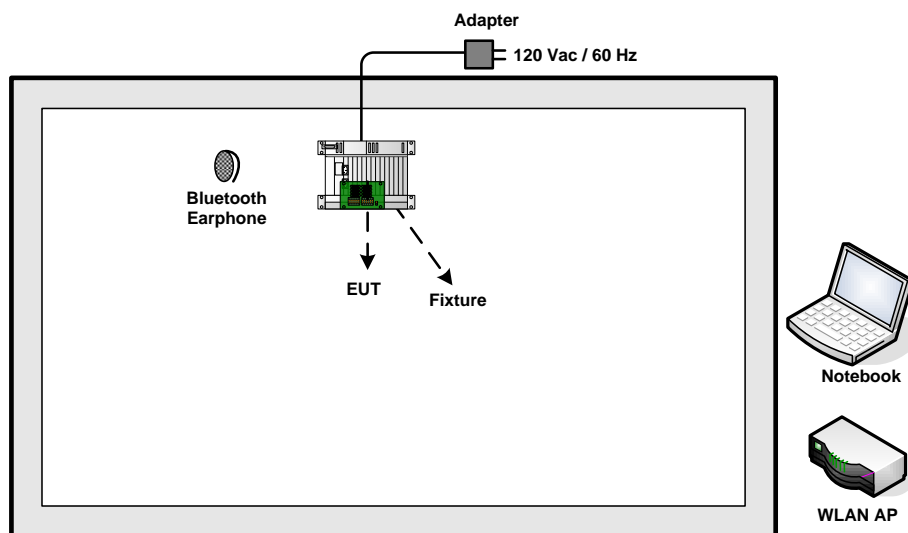 Adapter
120 Vac / 60 Hz
Bluetooth
Earphone
EUT
Fixture
Notebook
WLAN AP